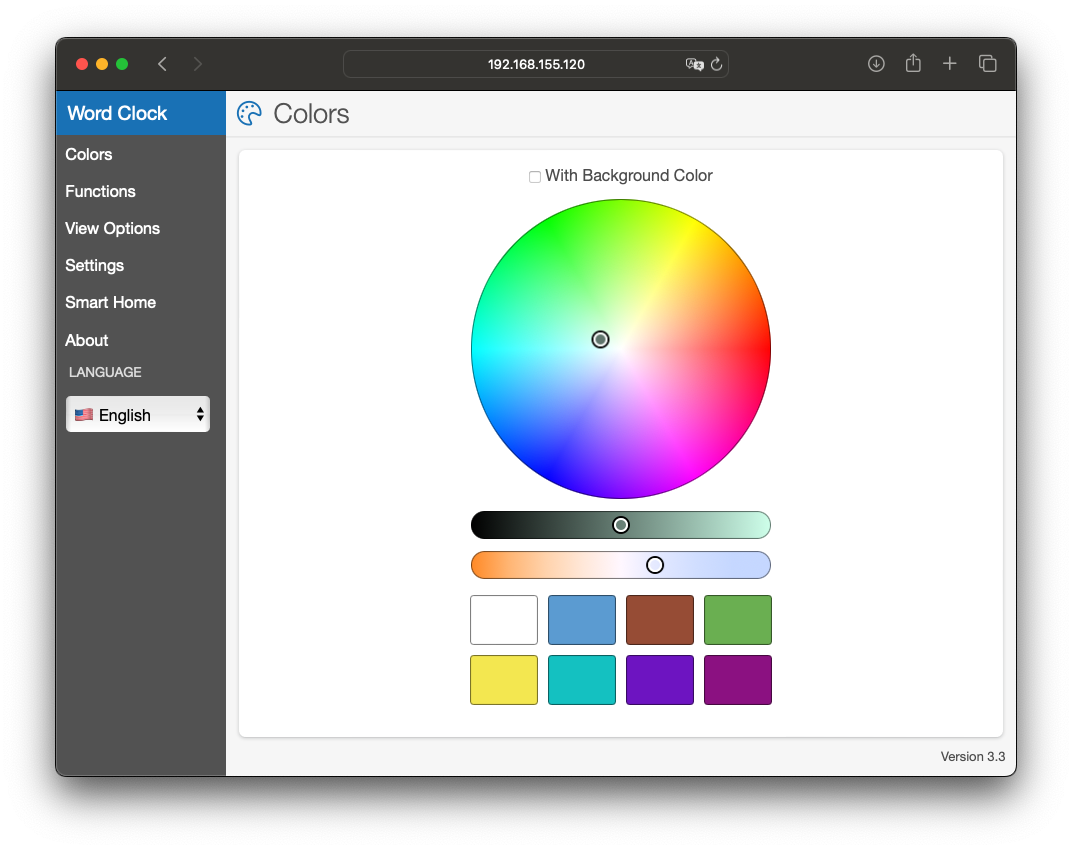 192.168.155.120
Word Clock
Colors
Colors
Functions
View Options
Settings
Smart Home
About
LANGUAGE
English
With Background Color
Version 3.3